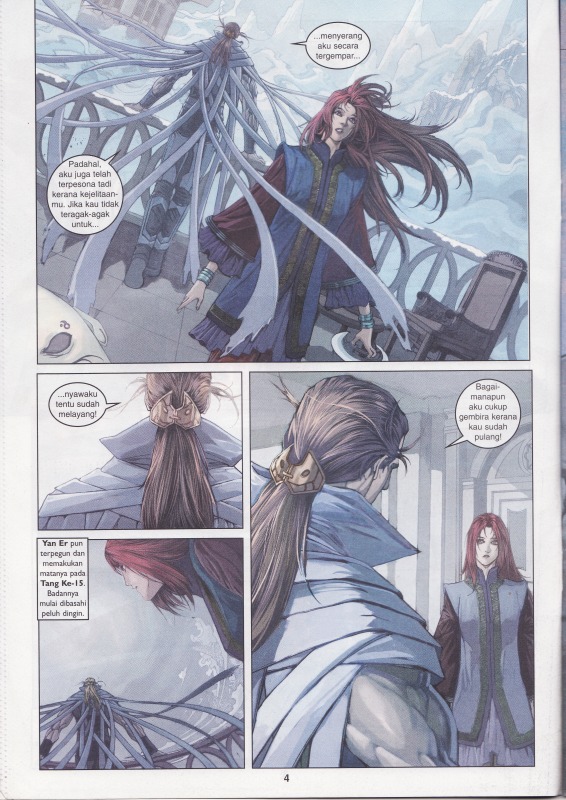 ...menyerang
aku secara
tergempar...
Padahal,
aku juga telah
terpesona tadi
kerana kejelitaan-
mu. Jika kau tidak
teragak-agak
untuk...
...nyawaku
tentu sudah
melayang!
Bagai-
manapun
aku cukup
gembira kerana
kau sudah
pulang!
Yan Er pun
terpegun dan
memakukan
matanya pada
Tang Ke-15.
Badannya
mulai dibasahi
peluh dingin.
4